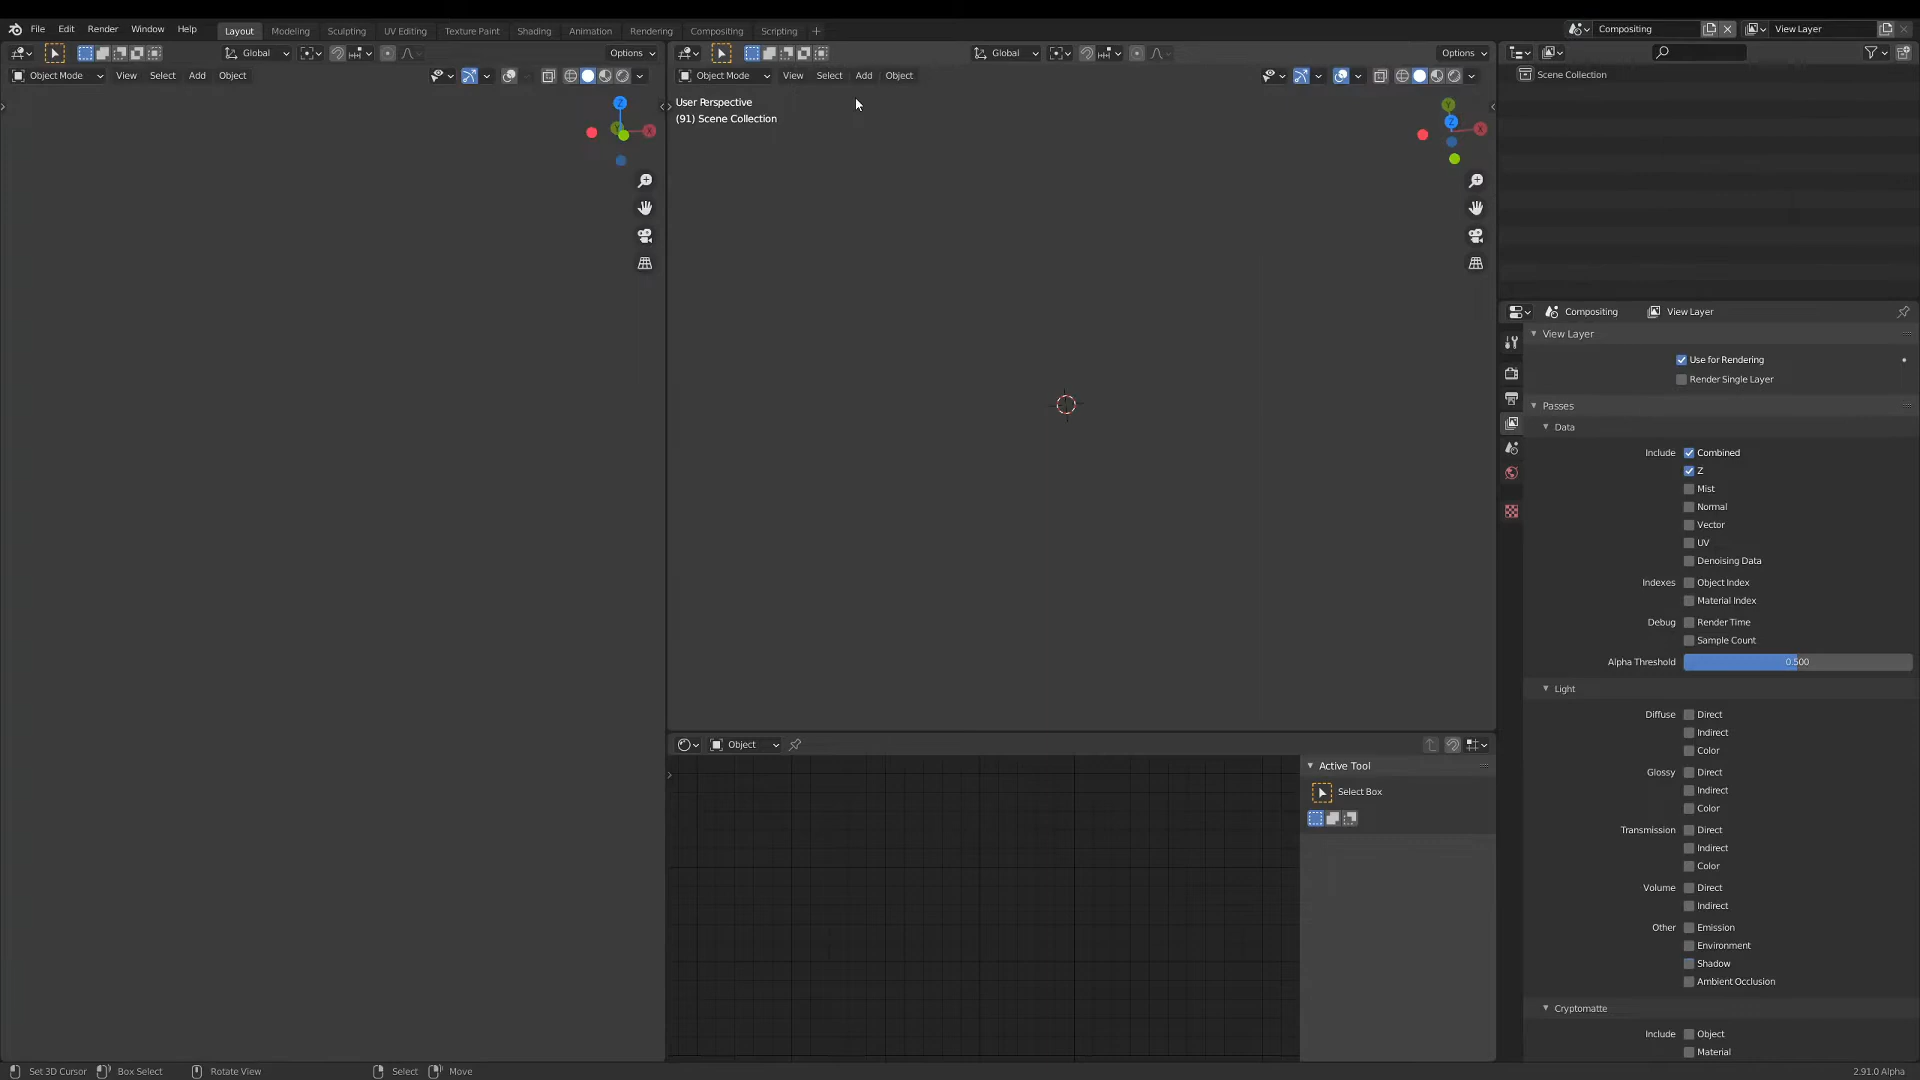 File Edit Render Window Help Layout Modeling Sculpting UV Editing Texture Paint Shading Animation Rendering Compositing Scripting + Compositing View Layer
Global Options Global Options
Object Mode View Select Add Object Object Mode View Select Add Object Scene Collection
User Perspective
(91) Scene Collection
Z
Y
X
Y
Z
X
Compositing View Layer
View Layer
Use for Rendering
Render Single Layer
Passes
Data
Include Combined
Z
Mist
Normal
Vector
UV
Denoising Data
Indexes Object Index
Material Index
Debug Render Time
Sample Count
Alpha Threshold 0.500
Light
Diffuse Direct
Indirect
Color
Glossy Direct
Indirect
Color
Transmission Direct
Indirect
Color
Volume Direct
Indirect
Other Emission
Environment
Shadow
Ambient Occlusion
Cryptomatte
Include Object
Material
Object
Active Tool
Select Box
Set 3D Cursor Box Select Rotate View Select Move 2.91.0 Alpha